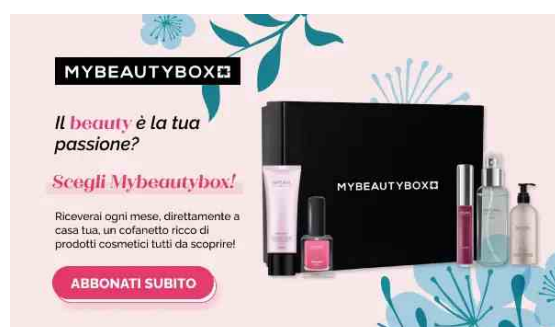 MYBEAUTYBOX
Il beauty è la tua
passione?
Scegli Mybeautybox!
Riceverai ogni mese, direttamente a
casa tua, un cofanetto ricco di
prodotti cosmetici tutti da scoprire!
ABBONATI SUBITO
MYBEAUTYBOX